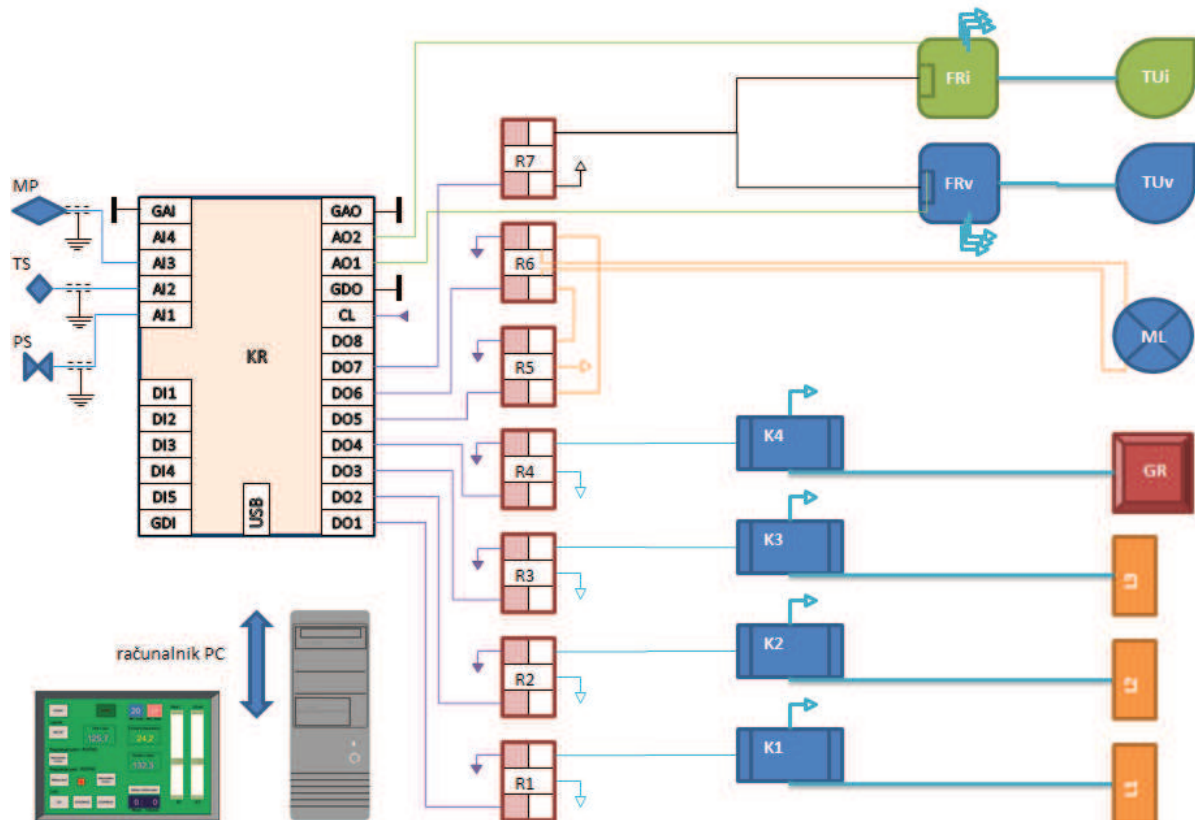 MP
TS
PS
GAI
AI4
AI3
AI2
AI1
DI1
DI2
DI3
DI4
DI5
GDI
KR
USB
GAO
AO2
AO1
GDO
CL
DO8
DO7
DO6
DO5
DO4
DO3
DO2
DO1
R7
R6
R5
R4
R3
R2
R1
FRi
TUi
FRv
TUv
ML
K4
GR
K3
L3
K2
L2
K1
L1
računalnik PC
24,2